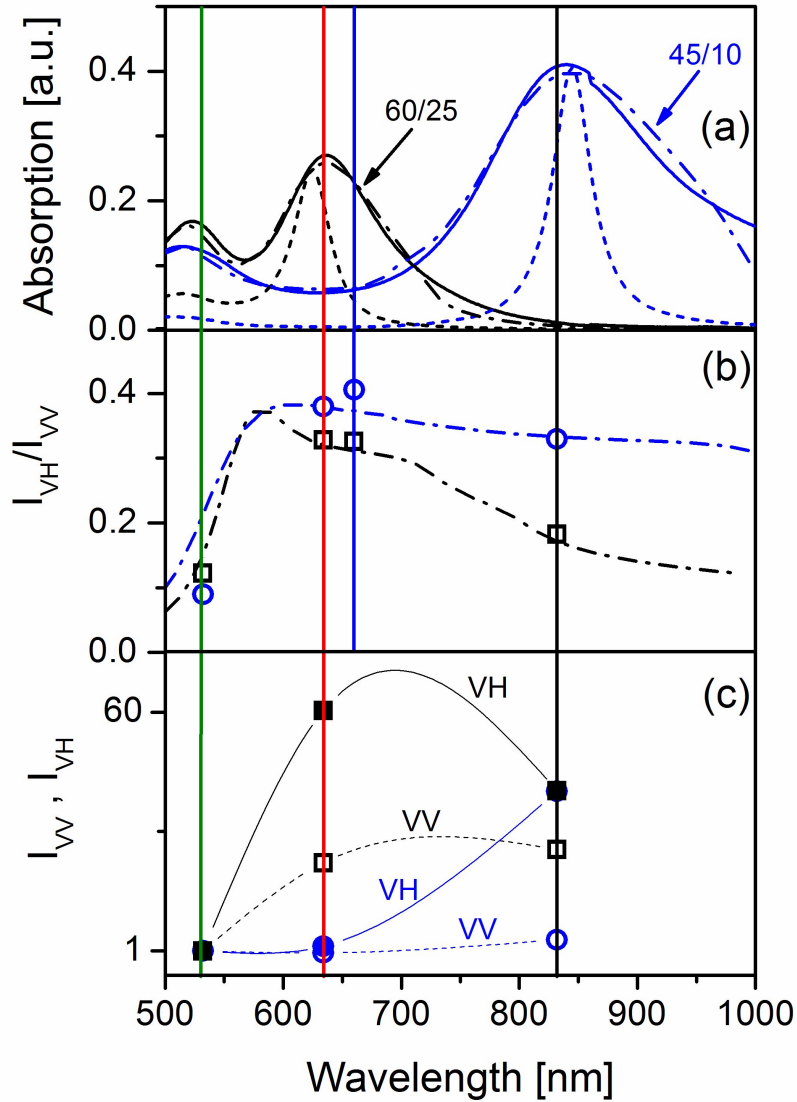 Absorption [a.u.]
0.4
0.2
0.0
60/25
45/10
(a)
I_VH/I_VV
0.4
0.2
0.0
(b)
I_VV , I_VH
60
1
VH
VV
VH
VV
(c)
500 600 700 800 900 1000
Wavelength [nm]